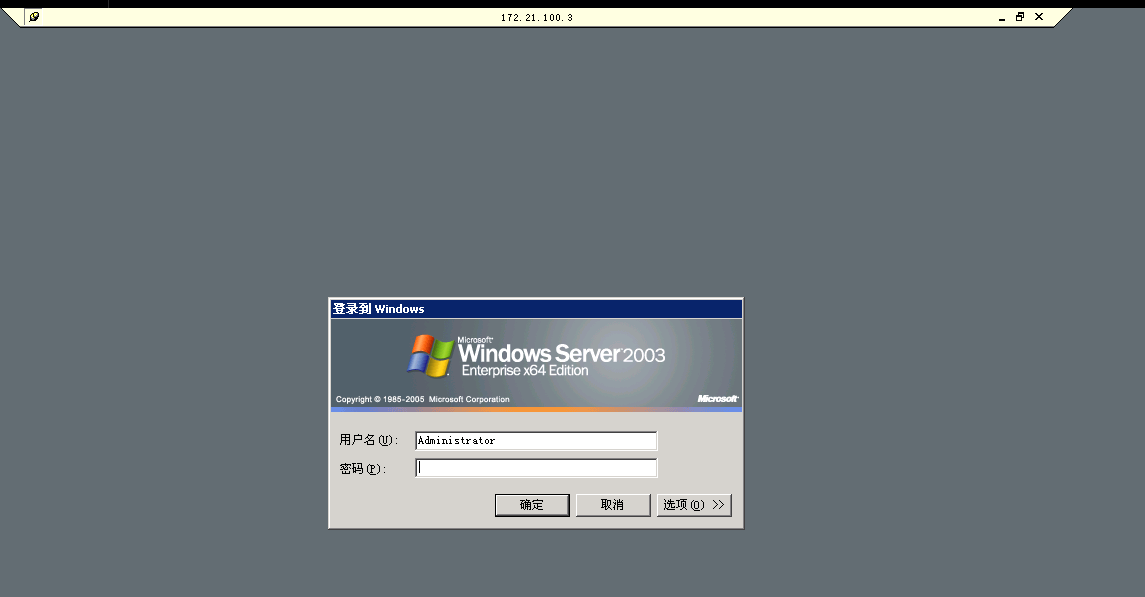 172.21.100.3
登录到 Windows
Microsoft
Windows Server 2003
Enterprise x64 Edition
Copyright © 1985-2005 Microsoft Corporation
Microsoft
用户名(U):
Administrator
密码(P):
确定
取消
选项(O) >>